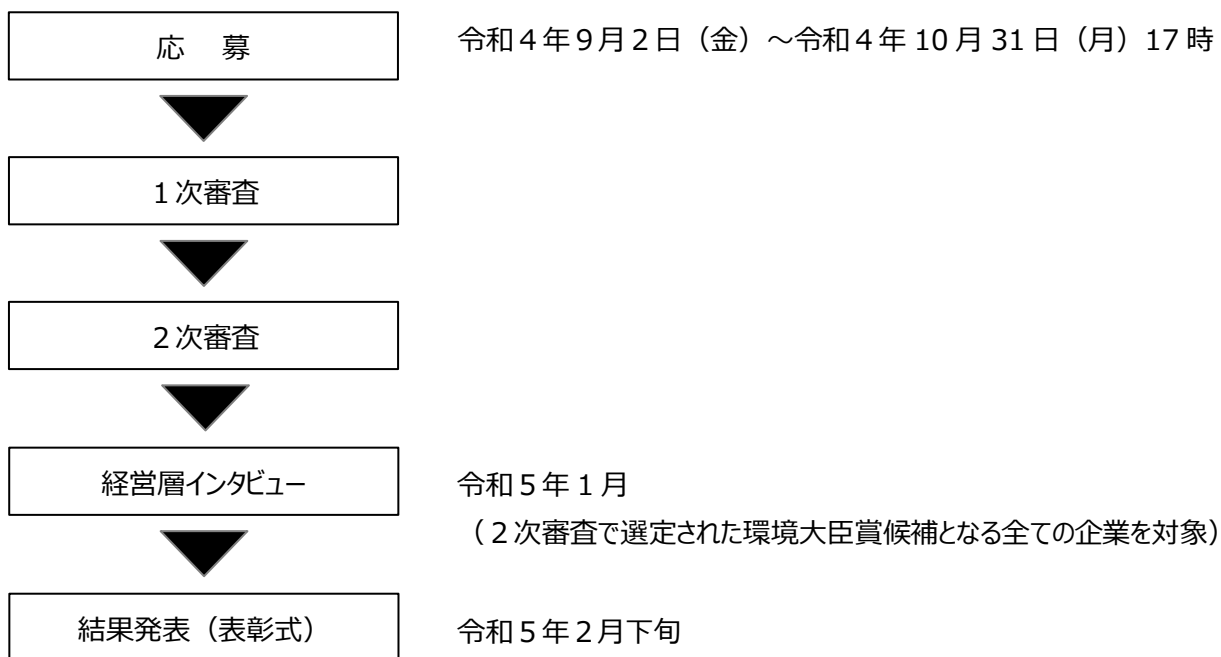 応　募
令和４年９月２日（金）～令和４年 10 月 31 日（月）17 時
１次審査
２次審査
経営層インタビュー
令和５年１月
（２次審査で選定された環境大臣賞候補となる全ての企業を対象）
結果発表（表彰式）
令和５年２月下旬